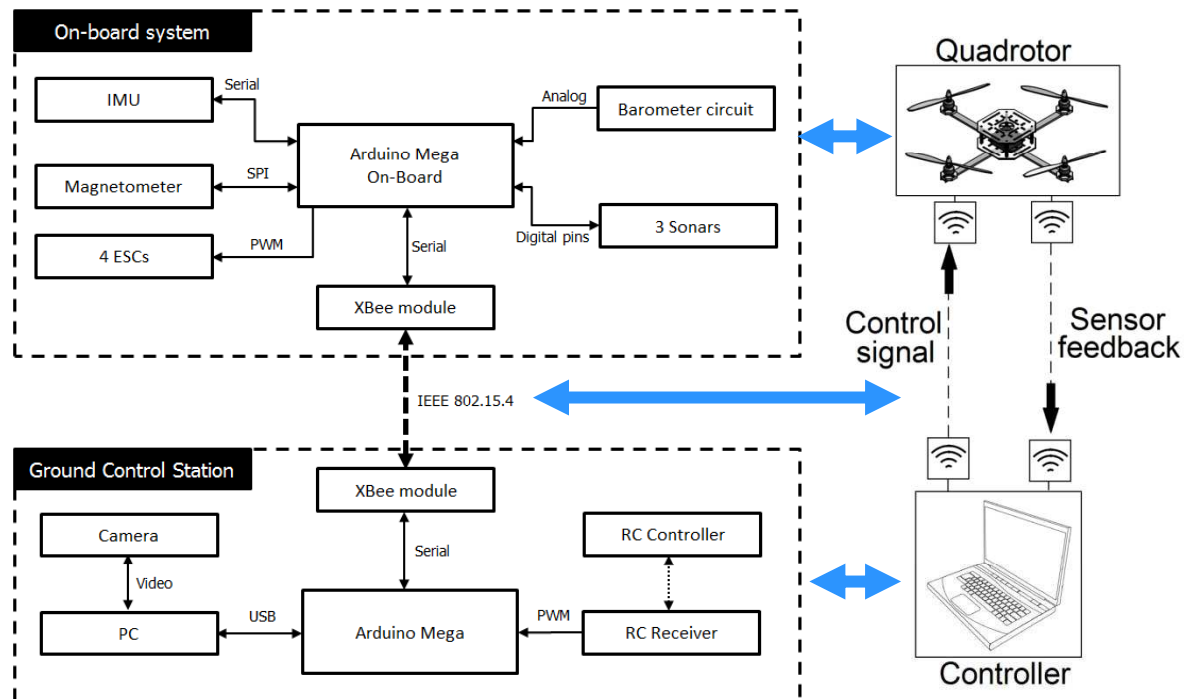 On-board system
IMU
Serial
Magnetometer
SPI
4 ESCs
PWM
Arduino Mega
On-Board
Analog
Barometer circuit
Digital pins
3 Sonars
Serial
XBee module
IEEE 802.15.4
Ground Control Station
XBee module
Serial
Camera
Video
PC
USB
Arduino Mega
PWM
RC Controller
RC Receiver
Quadrotor
Control
signal
Sensor
feedback
Controller